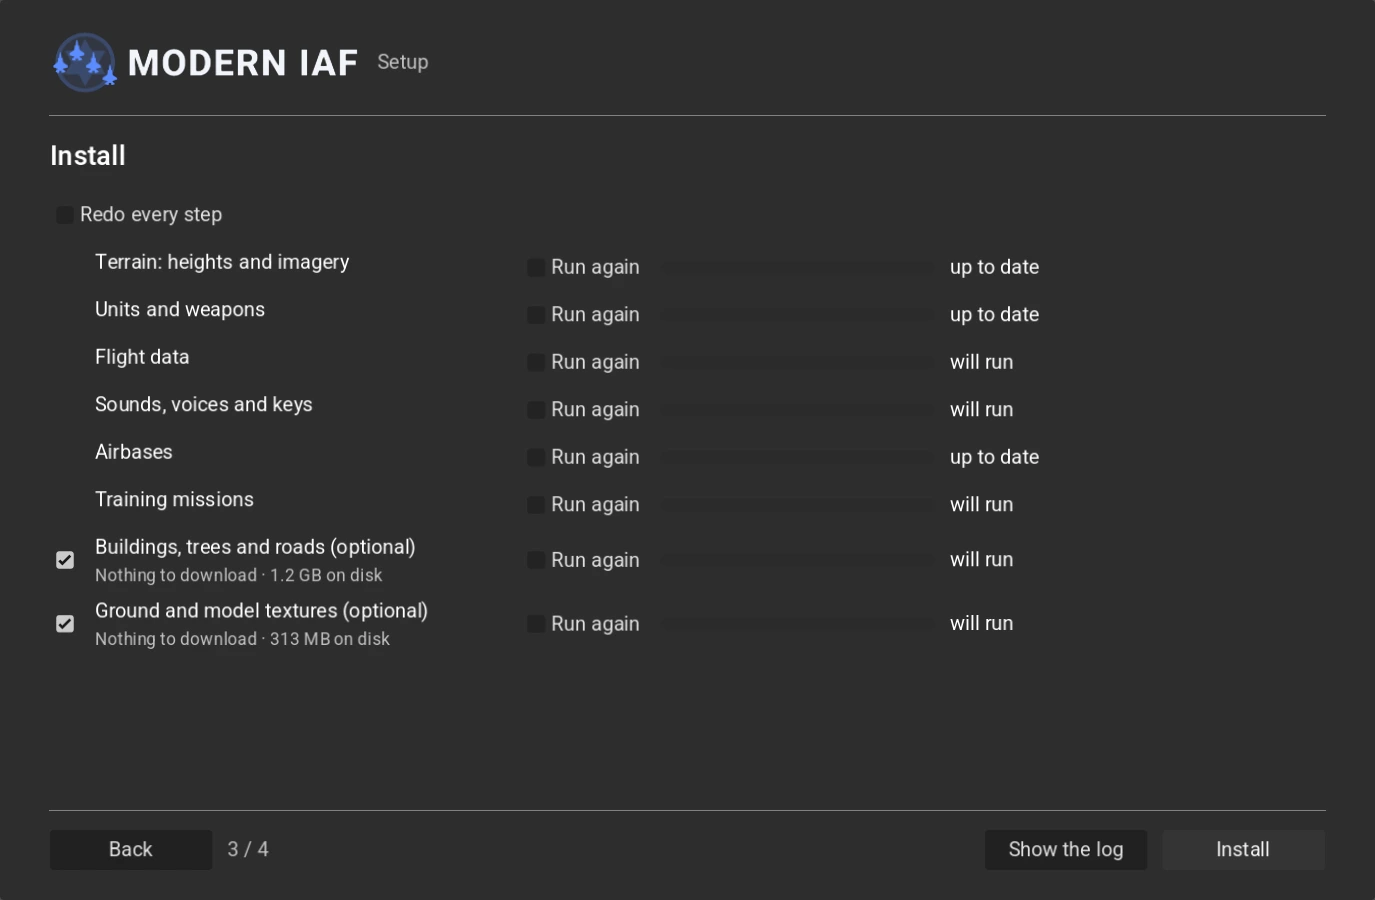 MODERN IAF Setup
Install
Redo every step
Terrain: heights and imagery Run again up to date
Units and weapons Run again up to date
Flight data Run again will run
Sounds, voices and keys Run again will run
Airbases Run again up to date
Training missions Run again will run
Buildings, trees and roads (optional) Run again will run
Nothing to download · 1.2 GB on disk
Ground and model textures (optional) Run again will run
Nothing to download · 313 MB on disk
Back 3 / 4 Show the log Install